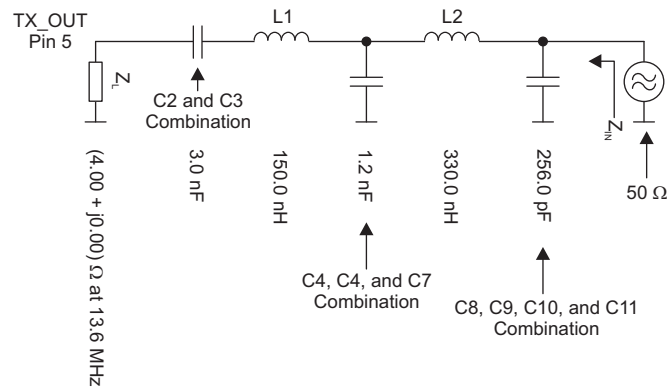 TX_OUT
Pin 5
L1
L2
Z_L
C2 and C3
Combination
Z_IN
50 Ω
(4.00 + j0.00) Ω at 13.6 MHz
3.0 nF
150.0 nH
1.2 nF
330.0 nH
256.0 pF
C4, C4, and C7
Combination
C8, C9, C10, and C11
Combination